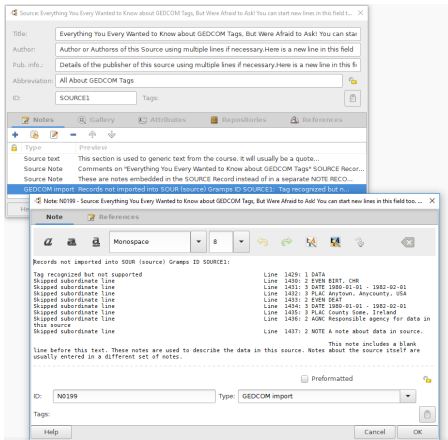 Source: Everything You Every Wanted to Know about GEDCOM Tags, But Were Afraid to Ask! You can start new lines in this field t...
Title: Everything You Every Wanted to Know about GEDCOM Tags, But Were Afraid to Ask! You can star
Author: Author or Authorss of this Source using multiple lines if necessary.Here is a new line in this field
Pub. info.: Details of the publisher of this source using multiple lines if necessary.Here is a new line in this fi
Abbreviation: All About GEDCOM Tags
ID: SOURCE1 Tags:
Notes Gallery Attributes Repositories References
Type Preview
Source text This section is used to generic text from the course. It will usually be a quote...
Source Note Comments on "Everything You Every Wanted to Know about GEDCOM Tags" SOURCE Recor...
Source Note These are notes embedded in the SOURCE Record instead of in a separate NOTE RECO...
GEDCOM import Records not imported into SOUR (source) Gramps ID SOURCE1: Tag recognized but n...
He
Note: N0199 - Source: Everything You Every Wanted to Know about GEDCOM Tags, But Were Afraid to Ask! You can start new lines in this field too. ...
Note References
a a a Monospace 8
Records not imported into SOUR (source) Gramps ID SOURCE1:
Tag recognized but not supported Line 1429: 1 DATA
Skipped subordinate line Line 1430: 2 EVEN BIRT, CHR
Skipped subordinate line Line 1431: 3 DATE 1980-01-01 - 1982-02-01
Skipped subordinate line Line 1432: 3 PLAC Anytown, Anycounty, USA
Skipped subordinate line Line 1433: 2 EVEN DEAT
Skipped subordinate line Line 1434: 3 DATE 1980-01-01 - 1982-02-01
Skipped subordinate line Line 1435: 3 PLAC County Some, Ireland
Skipped subordinate line Line 1436: 2 AGNC Responsible agency for data in
this source
Skipped subordinate line Line 1437: 2 NOTE A note about data in source.
This note includes a blank
line before this text. These notes are used to describe the data in this source. Notes about the source itself are
usually entered in a different set of notes.
Preformatted
ID: N0199 Type: GEDCOM import
Tags:
Help Cancel OK